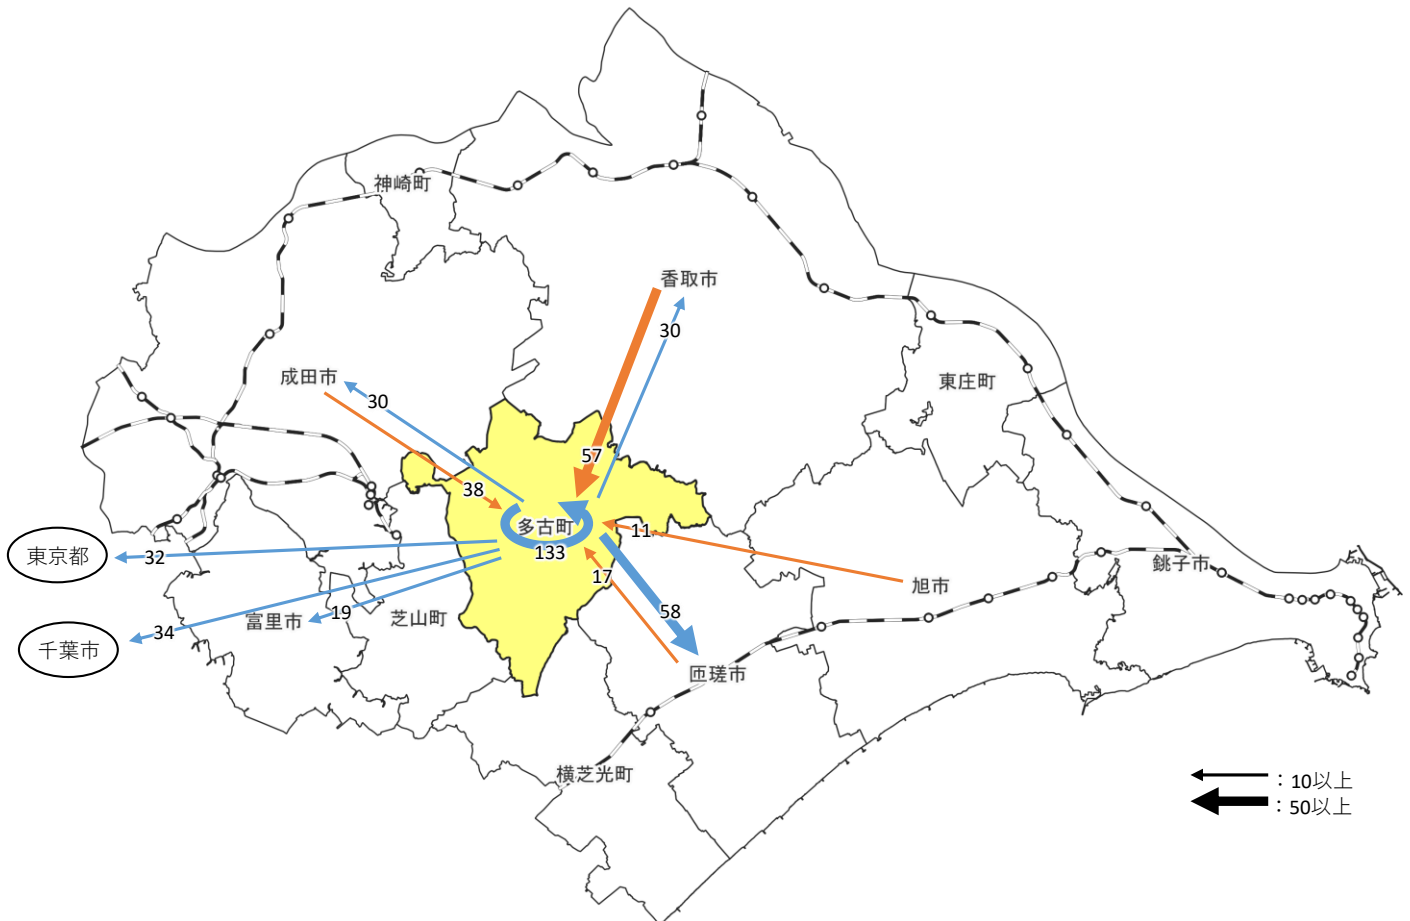 神崎町
香取市
30
成田市
30
東庄町
57
38
多古町
11
133
東京都
32
銚子市
17
旭市
58
19
富里市
芝山町
34
千葉市
匝瑳市
横芝光町
：10以上
：50以上